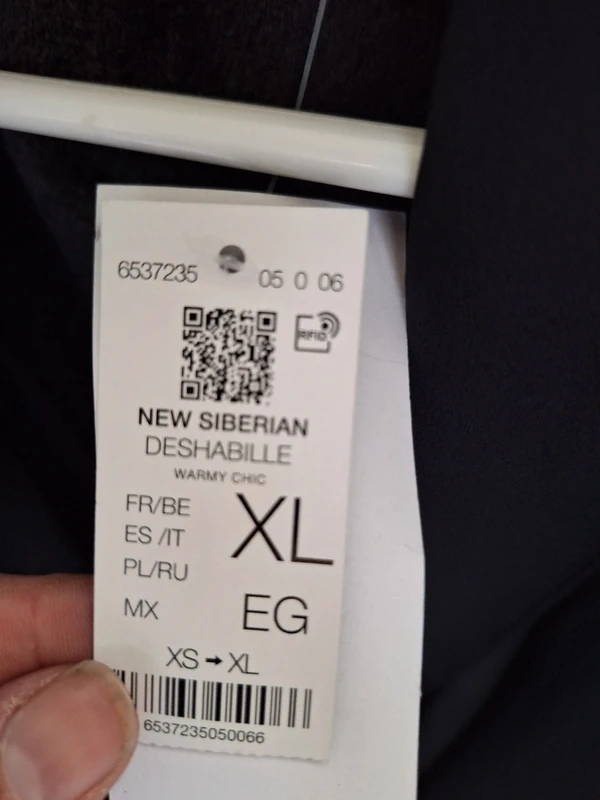 6537235 05 0 06
RFID
NEW SIBERIAN
DESHABILLE
WARMY CHIC
FR/BE
ES /IT
PL/RU
XL
MX EG
XS → XL
6537235050066